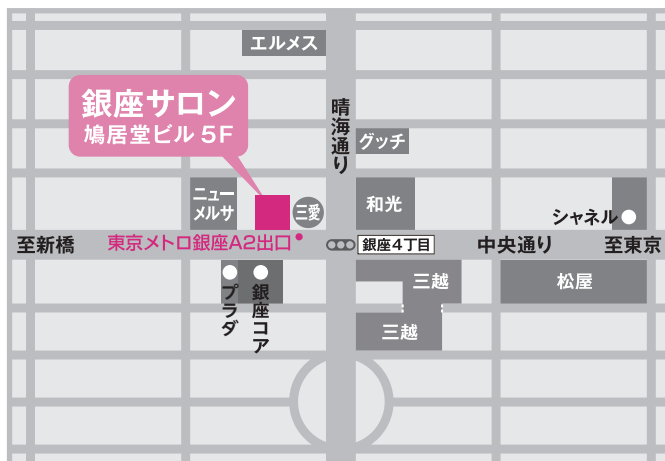 エルメス
銀座サロン
鳩居堂ビル 5F
晴海通り
グッチ
ニュー
メルサ
三愛
和光
シャネル
至新橋
東京メトロ銀座A2出口
銀座4丁目
中央通り
至東京
プラダ
銀座コア
三越
松屋
三越